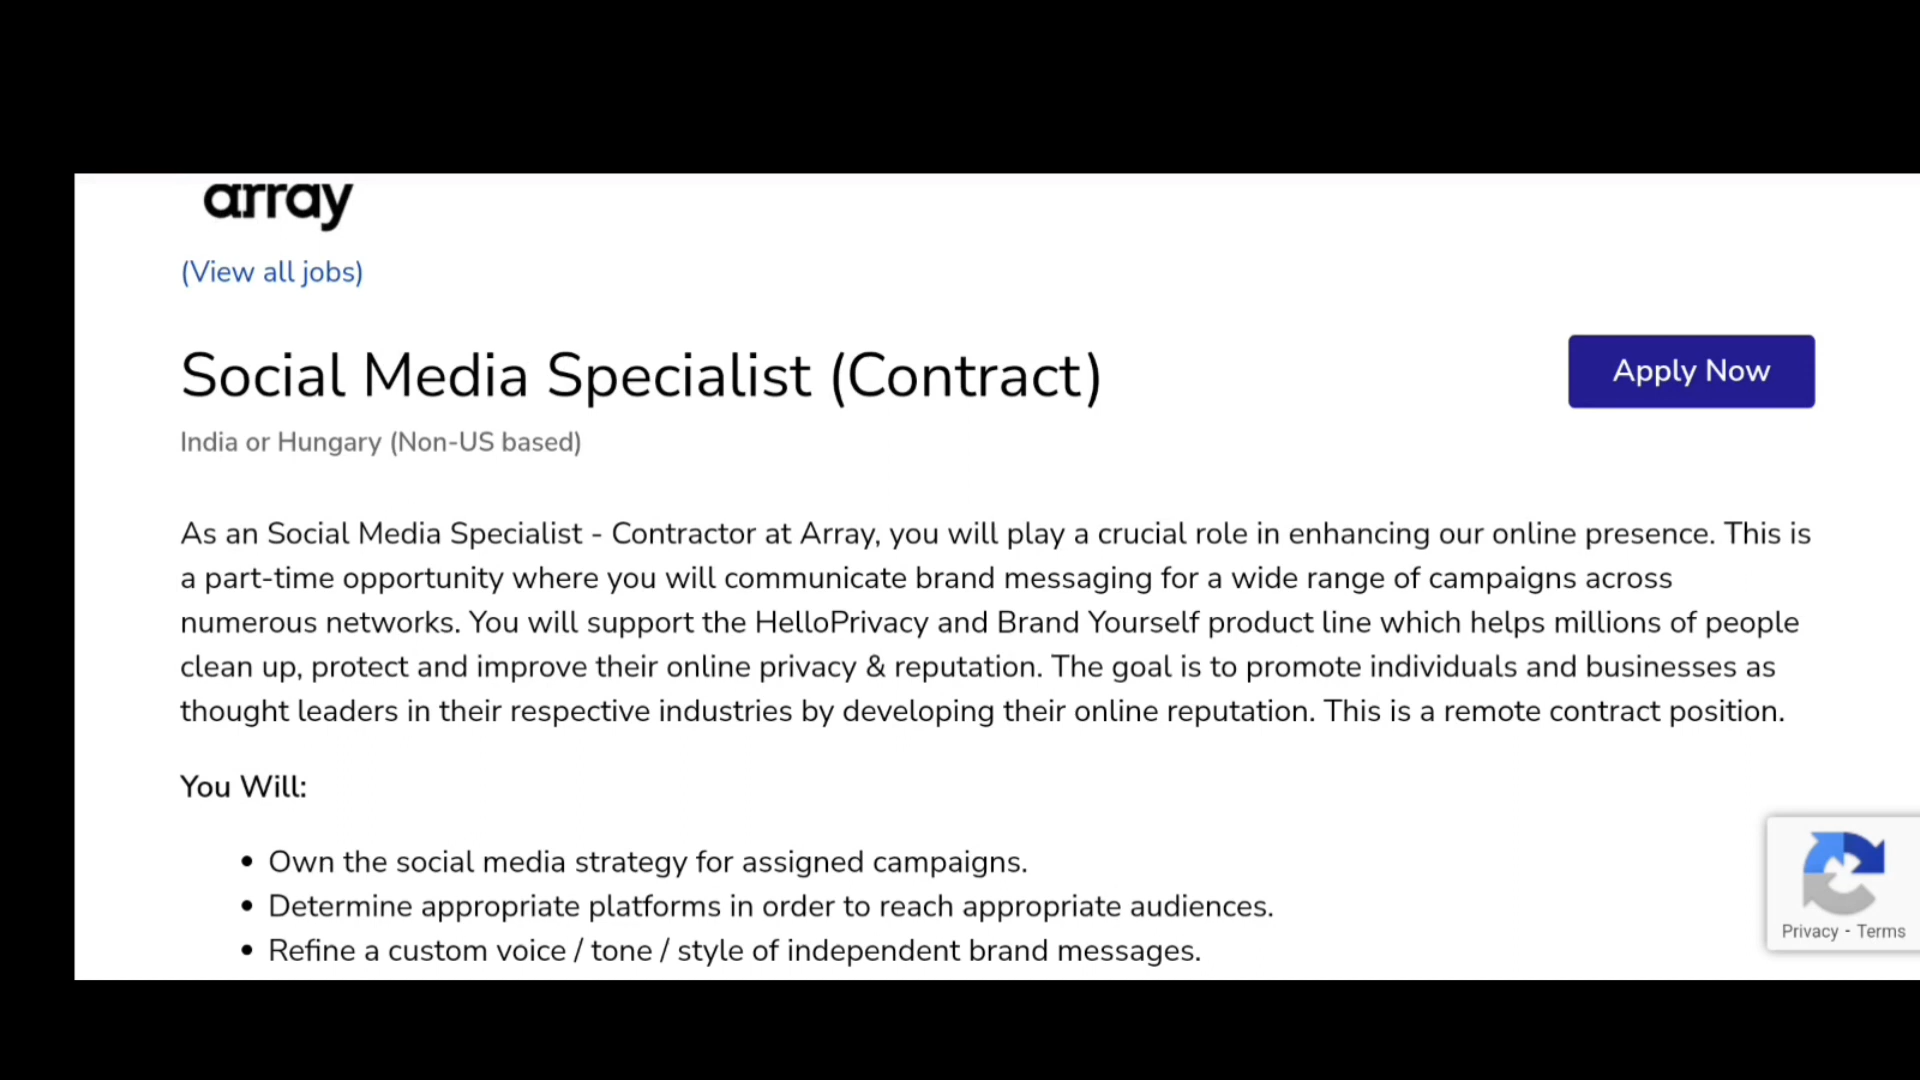 array
(View all jobs)
Social Media Specialist (Contract)
Apply Now
India or Hungary (Non-US based)
As an Social Media Specialist - Contractor at Array, you will play a crucial role in enhancing our online presence. This is
a part-time opportunity where you will communicate brand messaging for a wide range of campaigns across
numerous networks. You will support the HelloPrivacy and Brand Yourself product line which helps millions of people
clean up, protect and improve their online privacy & reputation. The goal is to promote individuals and businesses as
thought leaders in their respective industries by developing their online reputation. This is a remote contract position.
You Will:
• Own the social media strategy for assigned campaigns.
• Determine appropriate platforms in order to reach appropriate audiences.
• Refine a custom voice / tone / style of independent brand messages.
Privacy - Terms